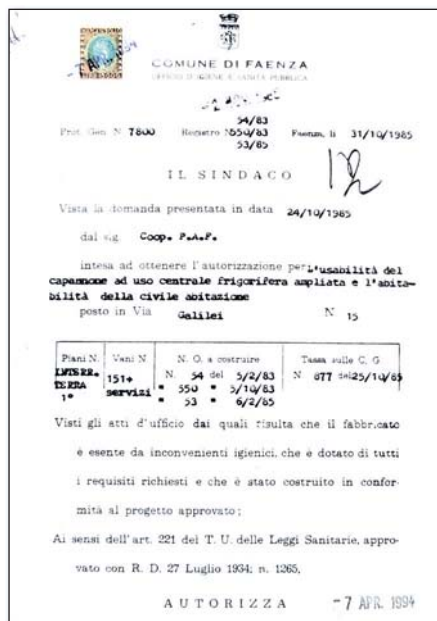 COMUNE DI FAENZA
UFFICIO D'IGIENE E SANITÀ PUBBLICA
54/83
Prot. Gen. N. 7800 Registro N 550/83 Faenza, li 31/10/1985
53/85
IL SINDACO
Vista la domanda presentata in data 24/10/1985
dal sig. Coop. P.A.F.
intesa ad ottenere l'autorizzazione per l'usabilità del
capannone ad uso centrale frigorifera ampliata e l'abita-
bilità della civile abitazione
posto in Via Galilei N 15
Piani N. Vani N N. O. a costruire Tassa sulle C. G
INTERR. 151+ N. 54 del 5/2/83 N. 877 del 25/10/85
TERRA servizi " 550 " 5/10/83
1° " 53 " 6/2/85
Visti gli atti d'ufficio dai quali risulta che il fabbricato
è esente da inconvenienti igienici, che è dotato di tutti
i requisiti richiesti e che è stato costruito in confor-
mità al progetto approvato;
Ai sensi dell'art. 221 del T. U. delle Leggi Sanitarie, appro-
vato con R. D. 27 Luglio 1934; n. 1265,
AUTORIZZA -7 APR. 1994